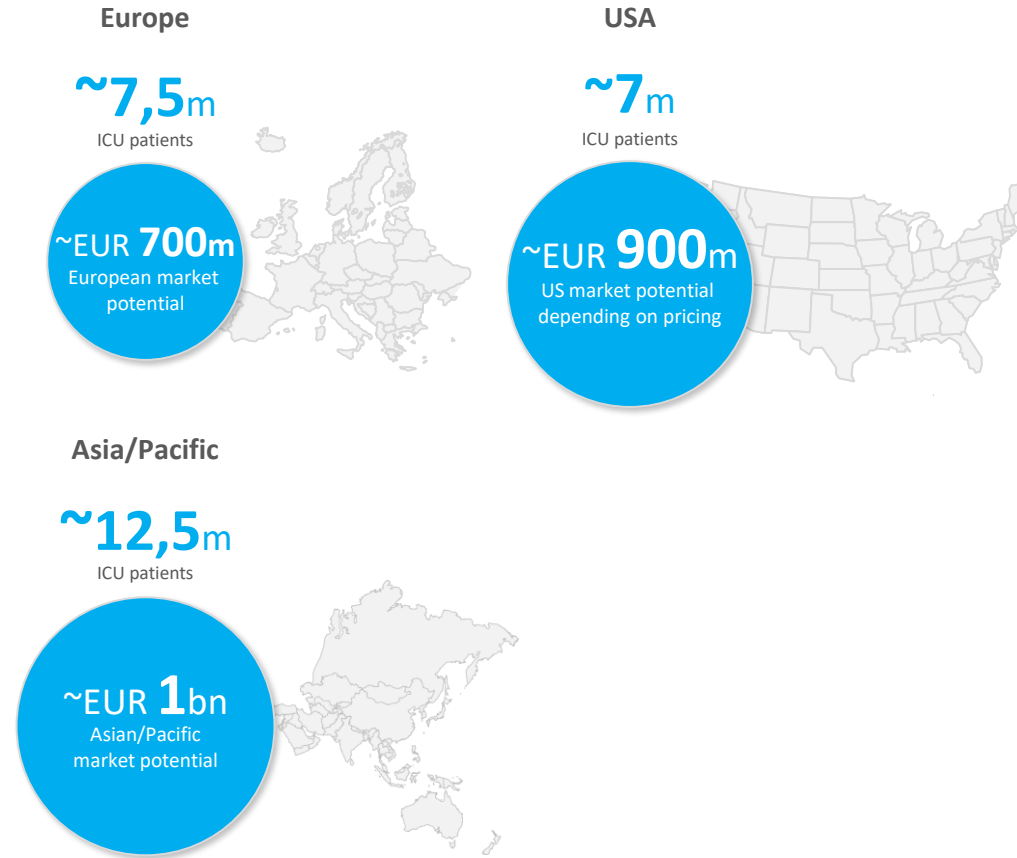 Europe
~7,5m
ICU patients
~EUR 700m
European market
potential
USA
~7m
ICU patients
~EUR 900m
US market potential
depending on pricing
Asia/Pacific
~12,5m
ICU patients
~EUR 1bn
Asian/Pacific
market potential